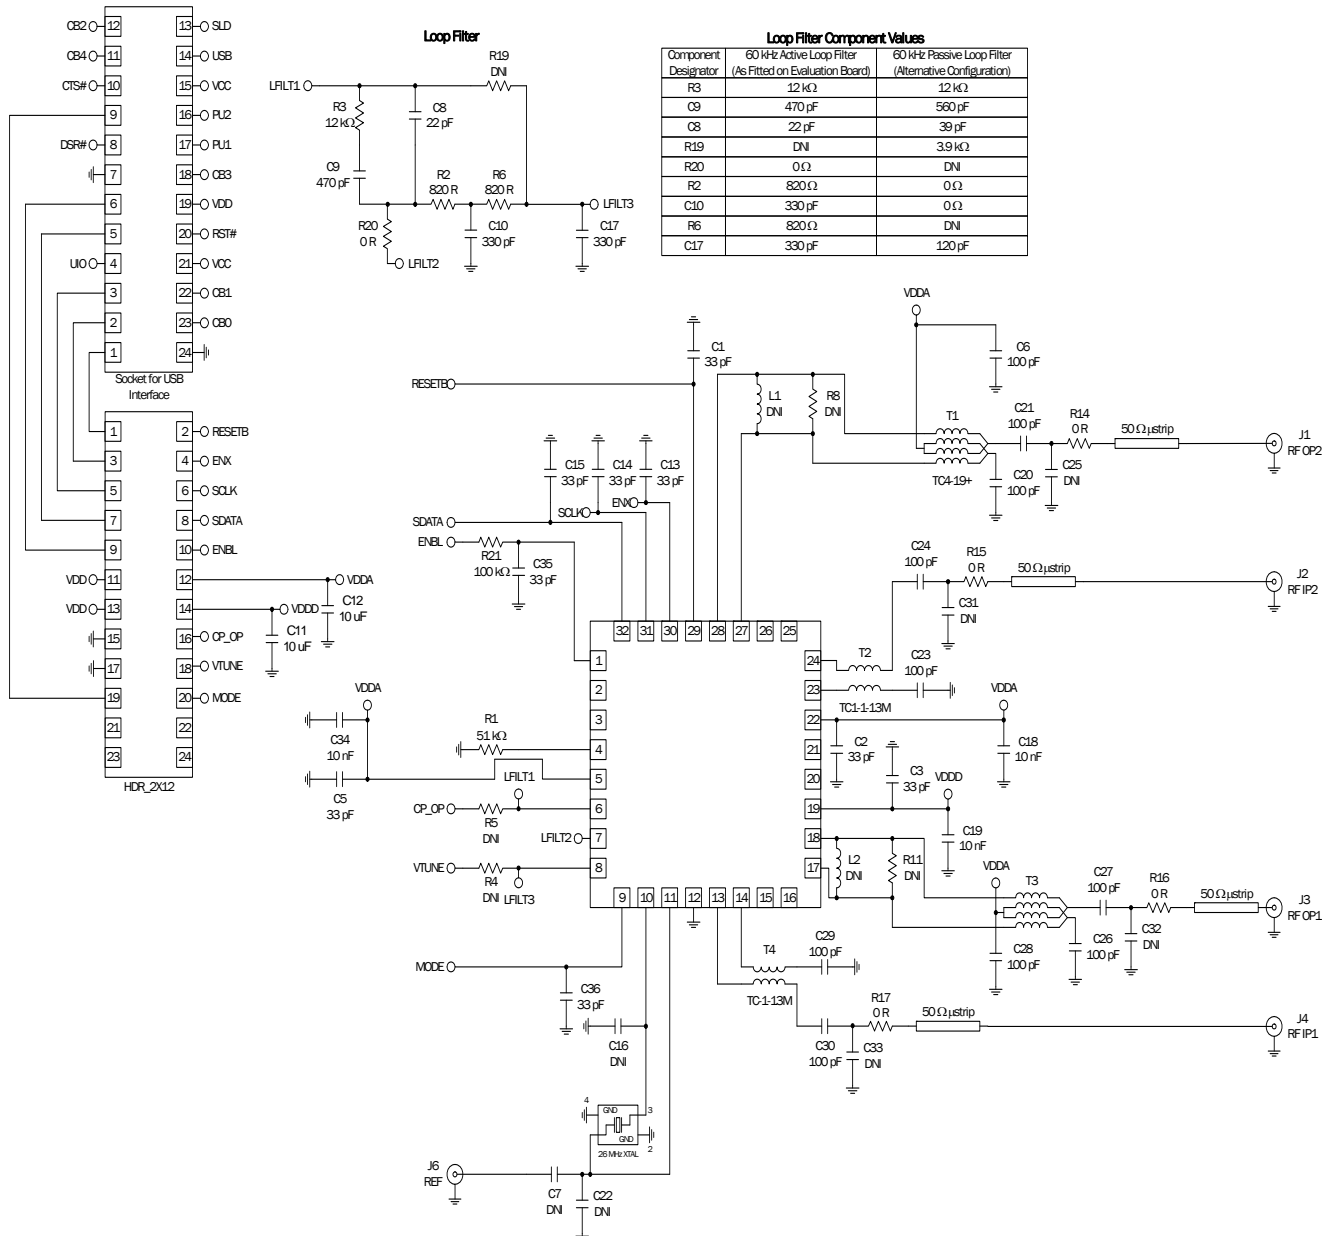 CB2
12
13
SLD
CB4
11
14
USB
CTS#
10
15
VCC
9
16
PU2
DSR#
8
17
PU1
7
18
CB3
6
19
VDD
5
20
RST#
UIO
4
21
VCC
3
22
CB1
2
23
CB0
1
24
Socket for USB
Interface
1
2
RESETB
3
4
ENX
5
6
SCLK
7
8
SDATA
9
10
ENBL
VDD
11
12
VDDA
VDD
13
14
VDDD
15
16
CP_OP
17
18
VTUNE
19
20
MODE
21
22
23
24
HDR_2X12
C12
10 uF
C11
10 uF
Loop Filter
LFILT1
R19
DNI
R3
12 kΩ
C8
22 pF
C9
470 pF
R2
820 R
R6
820 R
LFILT3
R20
0 R
C10
330 pF
C17
330 pF
LFILT2
Loop Filter Component Values
Component
Designator
60 kHz Active Loop Filter
(As Fitted on Evaluation Board)
60 kHz Passive Loop Filter
(Alternative Configuration)
R3 12 kΩ 12 kΩ
C9 470 pF 560 pF
C8 22 pF 39 pF
R19 DNI 3.9 kΩ
R20 0 Ω DNI
R2 820 Ω 0 Ω
C10 330 pF 0 Ω
R6 820 Ω DNI
C17 330 pF 120 pF
VDDA
C6
100 pF
C1
33 pF
RESETB
L1
DNI
R8
DNI
T1
TC4-19+
C21
100 pF
R14
0 R
50 Ω µstrip
J1
RF OP2
C20
100 pF
C25
DNI
C15
33 pF
C14
33 pF
C13
33 pF
ENX
SCLK
SDATA
ENBL
R21
100 kΩ
C35
33 pF
C24
100 pF
R15
0 R
50 Ω µstrip
J2
RF IP2
C31
DNI
32
31
30
29
28
27
26
25
1
2
3
4
5
6
7
8
24
23
22
21
20
19
18
17
9
10
11
12
13
14
15
16
T2
C23
100 pF
TC1-1-13M
VDDA
C2
33 pF
C18
10 nF
C3
33 pF
VDDD
C19
10 nF
VDDA
C34
10 nF
C5
33 pF
R1
51 kΩ
LFILT1
CP_OP
R5
DNI
LFILT2
VTUNE
R4
DNI
LFILT3
L2
DNI
R11
DNI
VDDA
T3
C27
100 pF
R16
0 R
50 Ω µstrip
J3
RF OP1
C28
100 pF
C26
100 pF
C32
DNI
MODE
C36
33 pF
C16
DNI
T4
TC-1-13M
C29
100 pF
C30
100 pF
R17
0 R
50 Ω µstrip
J4
RF IP1
C33
DNI
4
GND
3
GND
2
26 MHz XTAL
J6
REF
C7
DNI
C22
DNI